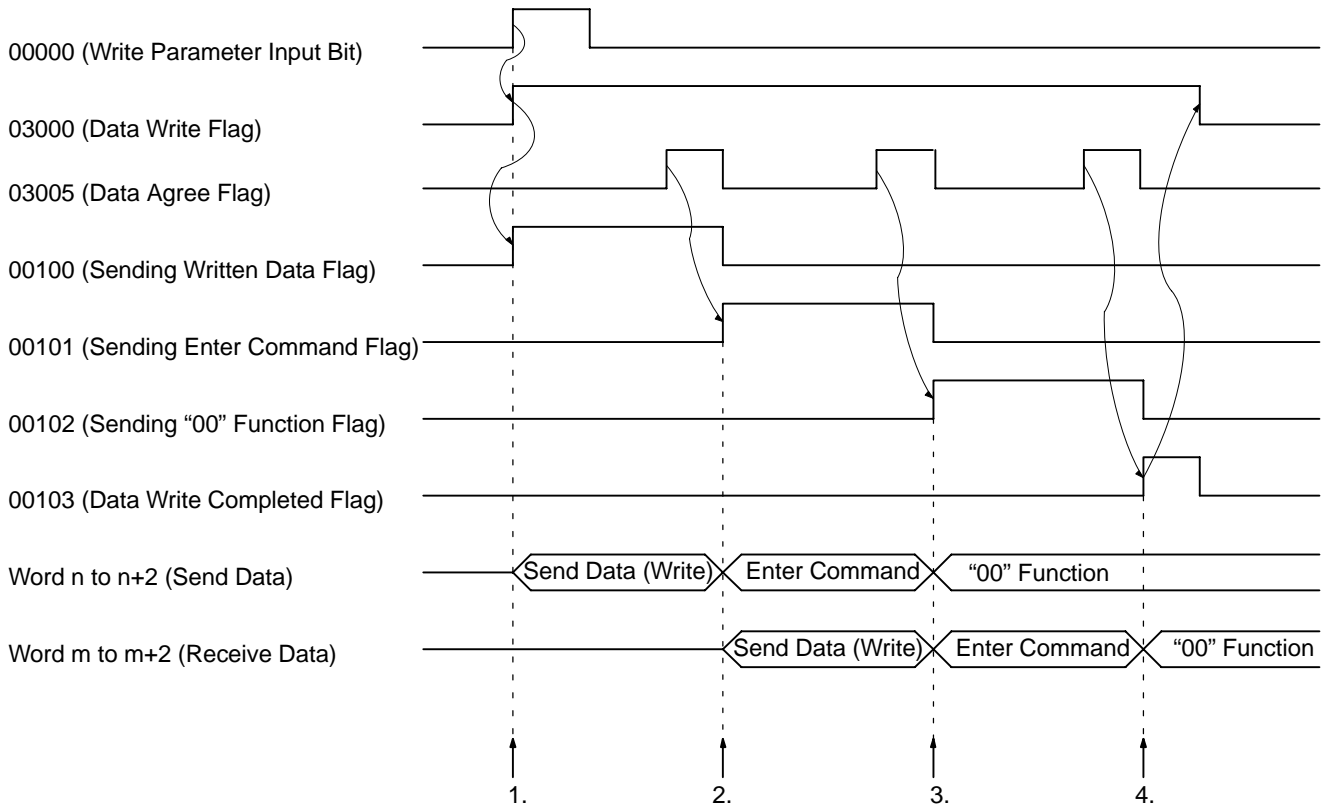 00000 (Write Parameter Input Bit)
03000 (Data Write Flag)
03005 (Data Agree Flag)
00100 (Sending Written Data Flag)
00101 (Sending Enter Command Flag)
00102 (Sending “00” Function Flag)
00103 (Data Write Completed Flag)
Word n to n+2 (Send Data) Send Data (Write) Enter Command “00” Function
Word m to m+2 (Receive Data) Send Data (Write) Enter Command “00” Function
1. 2. 3. 4.